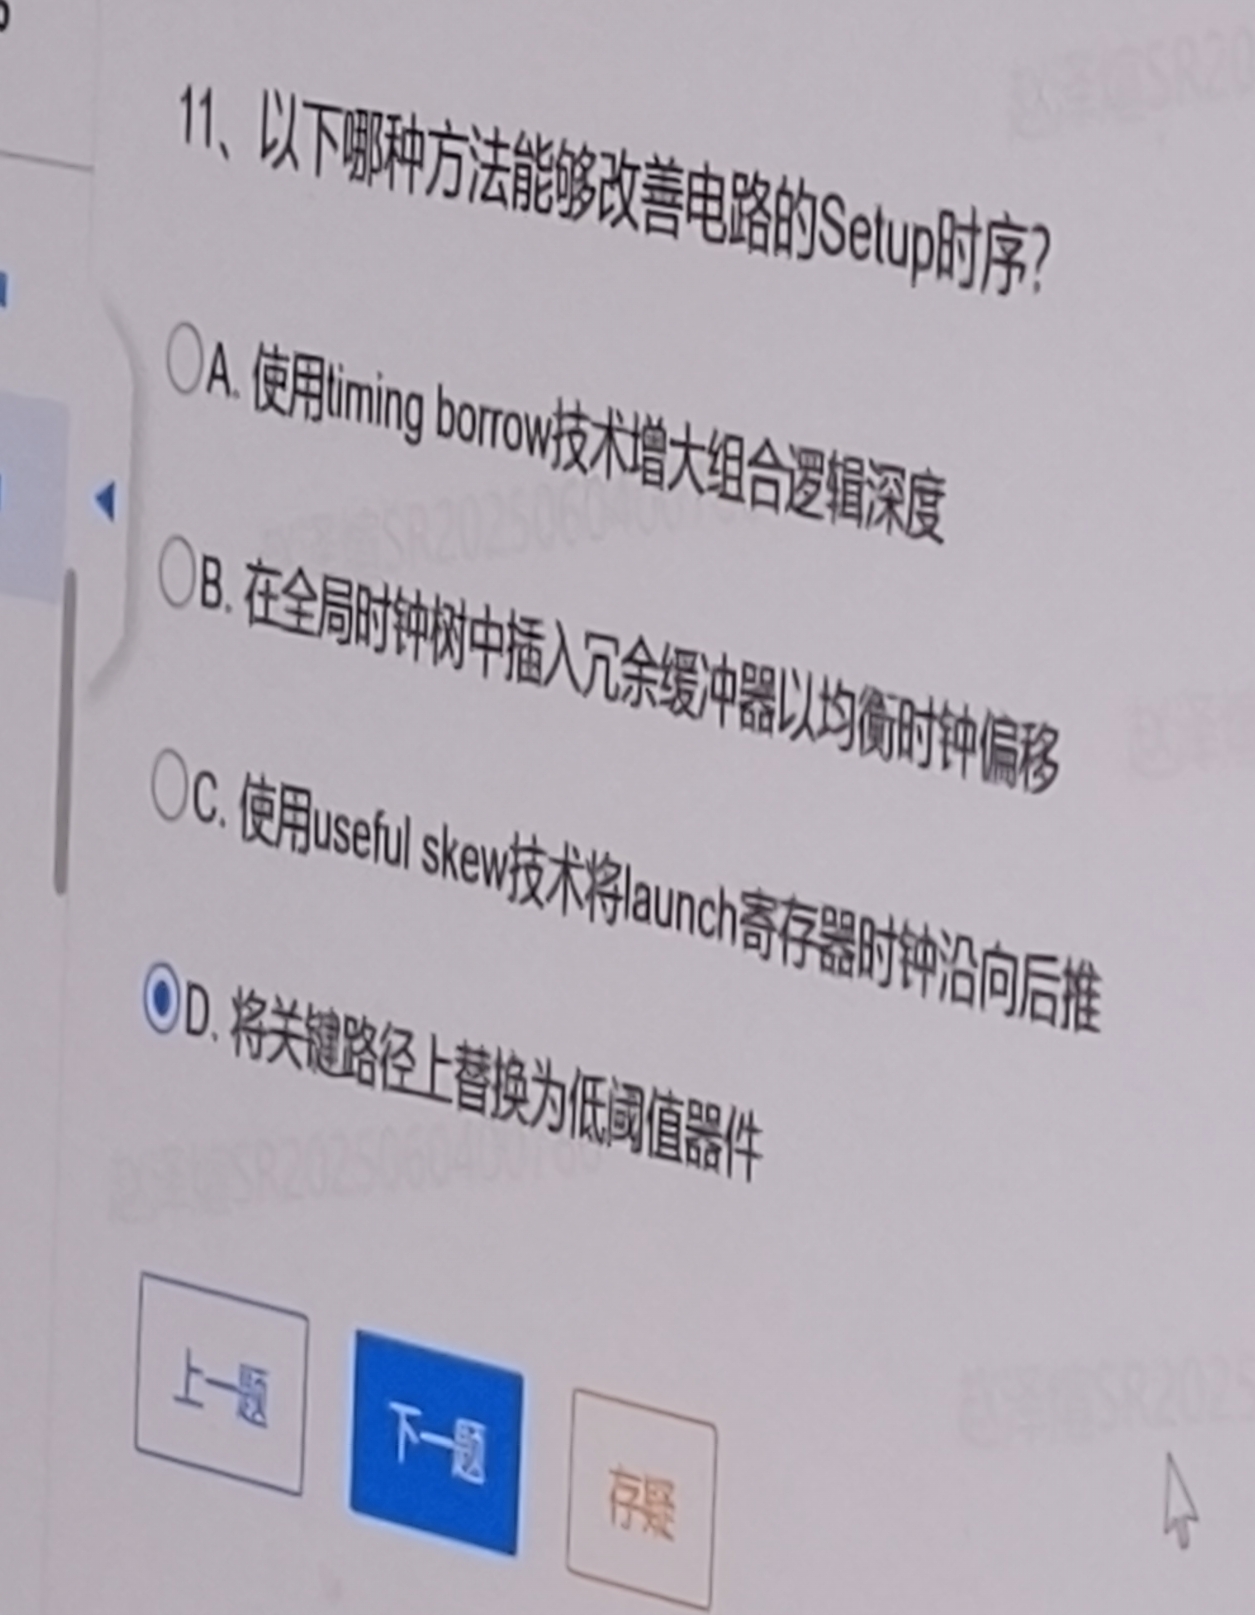 11、以下哪种方法能够改善电路的Setup时序?
A. 使用timing borrow技术增大组合逻辑深度
B. 在全局时钟树中插入冗余缓冲器以均衡时钟偏移
C. 使用useful skew技术将launch寄存器时钟沿向后推
D. 将关键路径上替换为低阈值器件
上一题
下一题
存疑